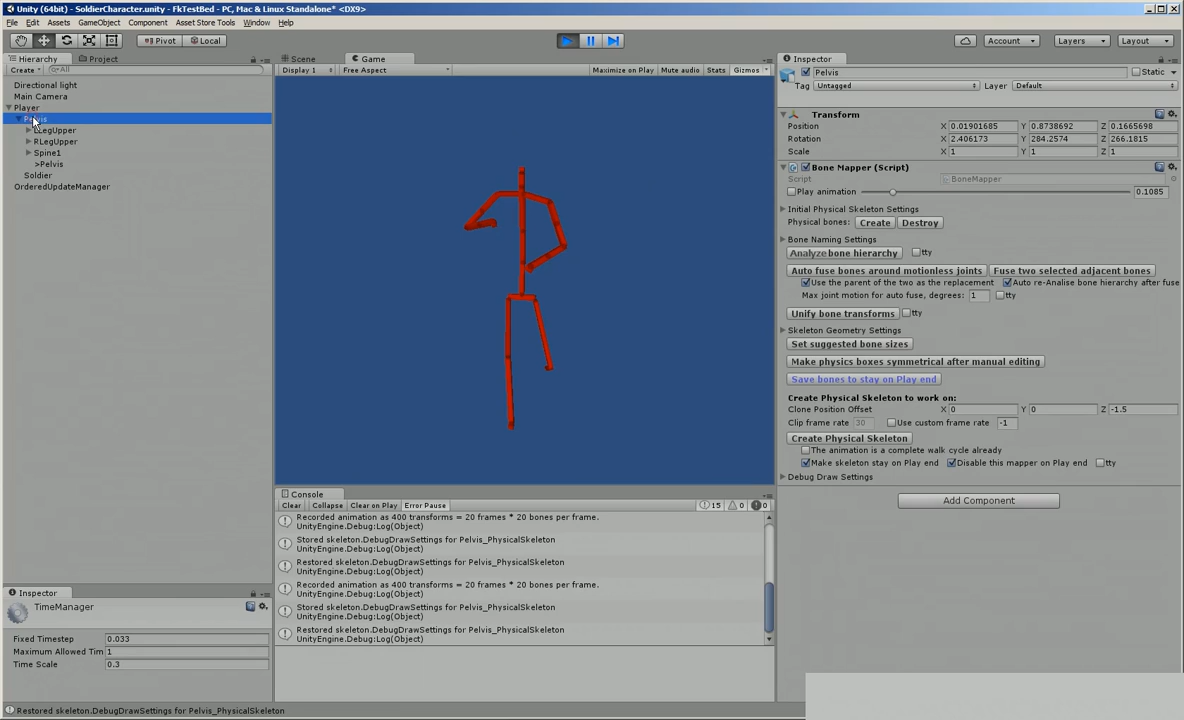 Unity (64bit) - SoldierCharacter.unity - FkTestBed - PC, Mac & Linux Standalone* <DX9>
File Edit Assets GameObject Component Asset Store Tools Window Help
Pivot Local Account Layers Layout
Hierarchy Project
Create All
Directional light
Main Camera
Player
Pelvis
LLegUpper
RLegUpper
Spine1
>Pelvis
Soldier
OrderedUpdateManager
Inspector
TimeManager
Fixed Timestep 0.033
Maximum Allowed Tim 1
Time Scale 0.3
Scene Game
Display 1 Free Aspect Maximize on Play Mute audio Stats Gizmos
Console
Clear Collapse Clear on Play Error Pause 15 0 0
Recorded animation as 400 transforms = 20 frames * 20 bones per frame.
UnityEngine.Debug:Log(Object)
Stored skeleton.DebugDrawSettings for Pelvis_PhysicalSkeleton
UnityEngine.Debug:Log(Object)
Restored skeleton.DebugDrawSettings for Pelvis_PhysicalSkeleton
UnityEngine.Debug:Log(Object)
Recorded animation as 400 transforms = 20 frames * 20 bones per frame.
UnityEngine.Debug:Log(Object)
Stored skeleton.DebugDrawSettings for Pelvis_PhysicalSkeleton
UnityEngine.Debug:Log(Object)
Restored skeleton.DebugDrawSettings for Pelvis_PhysicalSkeleton
UnityEngine.Debug:Log(Object)
Inspector
Pelvis Static
Tag Untagged Layer Default
Transform
Position X 0.01901685 Y 0.8738692 Z 0.1665698
Rotation X 2.406173 Y 284.2574 Z 266.1815
Scale X 1 Y 1 Z 1
Bone Mapper (Script)
Script BoneMapper
Play animation 0.1085
Initial Physical Skeleton Settings
Physical bones: Create Destroy
Bone Naming Settings
Analyze bone hierarchy tty
Auto fuse bones around motionless joints Fuse two selected adjacent bones
Use the parent of the two as the replacement Auto re-Analise bone hierarchy after fuse
Max joint motion for auto fuse, degrees: 1 tty
Unify bone transforms tty
Skeleton Geometry Settings
Set suggested bone sizes
Make physics boxes symmetrical after manual editing
Save bones to stay on Play end
Create Physical Skeleton to work on:
Clone Position Offset X 0 Y 0 Z -1.5
Clip frame rate 30 Use custom frame rate -1
Create Physical Skeleton
The animation is a complete walk cycle already
Make skeleton stay on Play end Disable this mapper on Play end tty
Debug Draw Settings
Add Component
Restored skeleton.DebugDrawSettings for Pelvis_PhysicalSkeleton